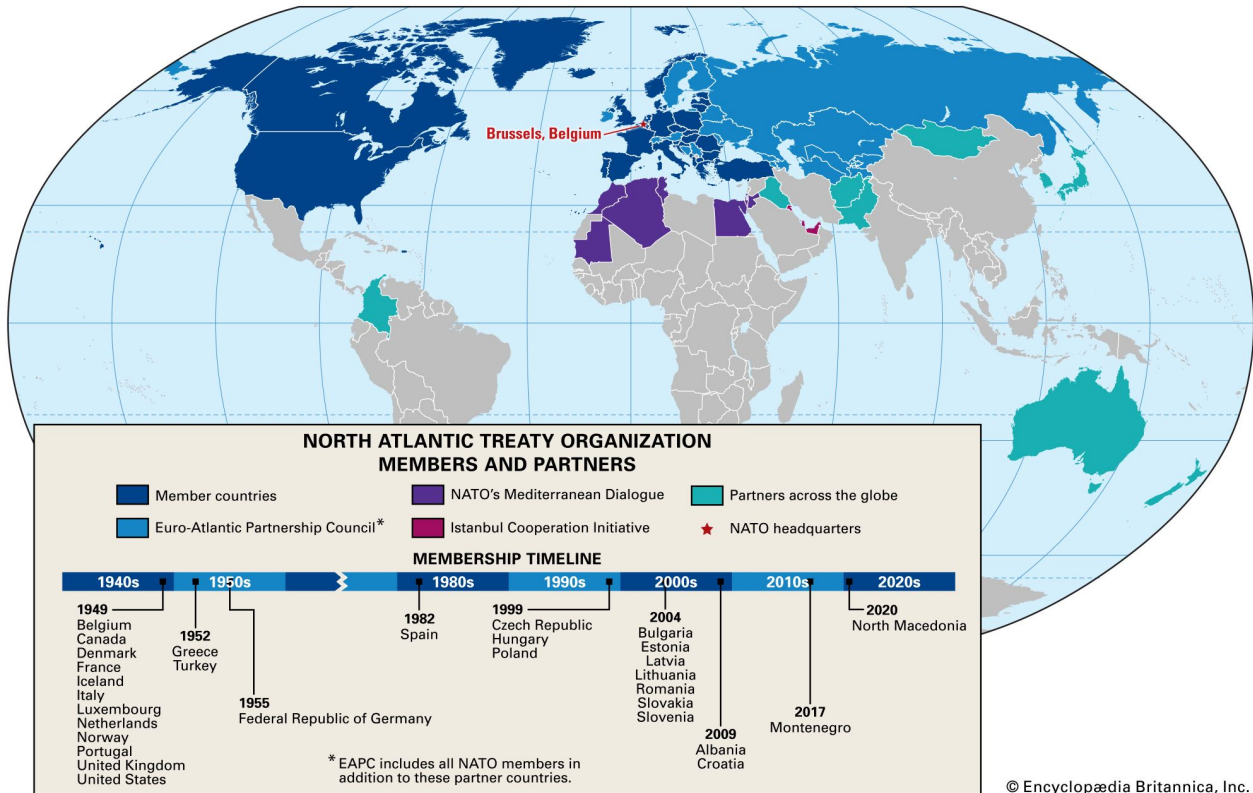 Brussels, Belgium
NORTH ATLANTIC TREATY ORGANIZATION
MEMBERS AND PARTNERS
Member countries
NATO's Mediterranean Dialogue
Partners across the globe
Euro-Atlantic Partnership Council*
Istanbul Cooperation Initiative
NATO headquarters
MEMBERSHIP TIMELINE
1940s
1950s
1980s
1990s
2000s
2010s
2020s
1949
Belgium
Canada
Denmark
France
Iceland
Italy
Luxembourg
Netherlands
Norway
Portugal
United Kingdom
United States
1952
Greece
Turkey
1955
Federal Republic of Germany
1982
Spain
1999
Czech Republic
Hungary
Poland
2004
Bulgaria
Estonia
Latvia
Lithuania
Romania
Slovakia
Slovenia
2009
Albania
Croatia
2017
Montenegro
2020
North Macedonia
* EAPC includes all NATO members in
addition to these partner countries.
© Encyclopædia Britannica, Inc.